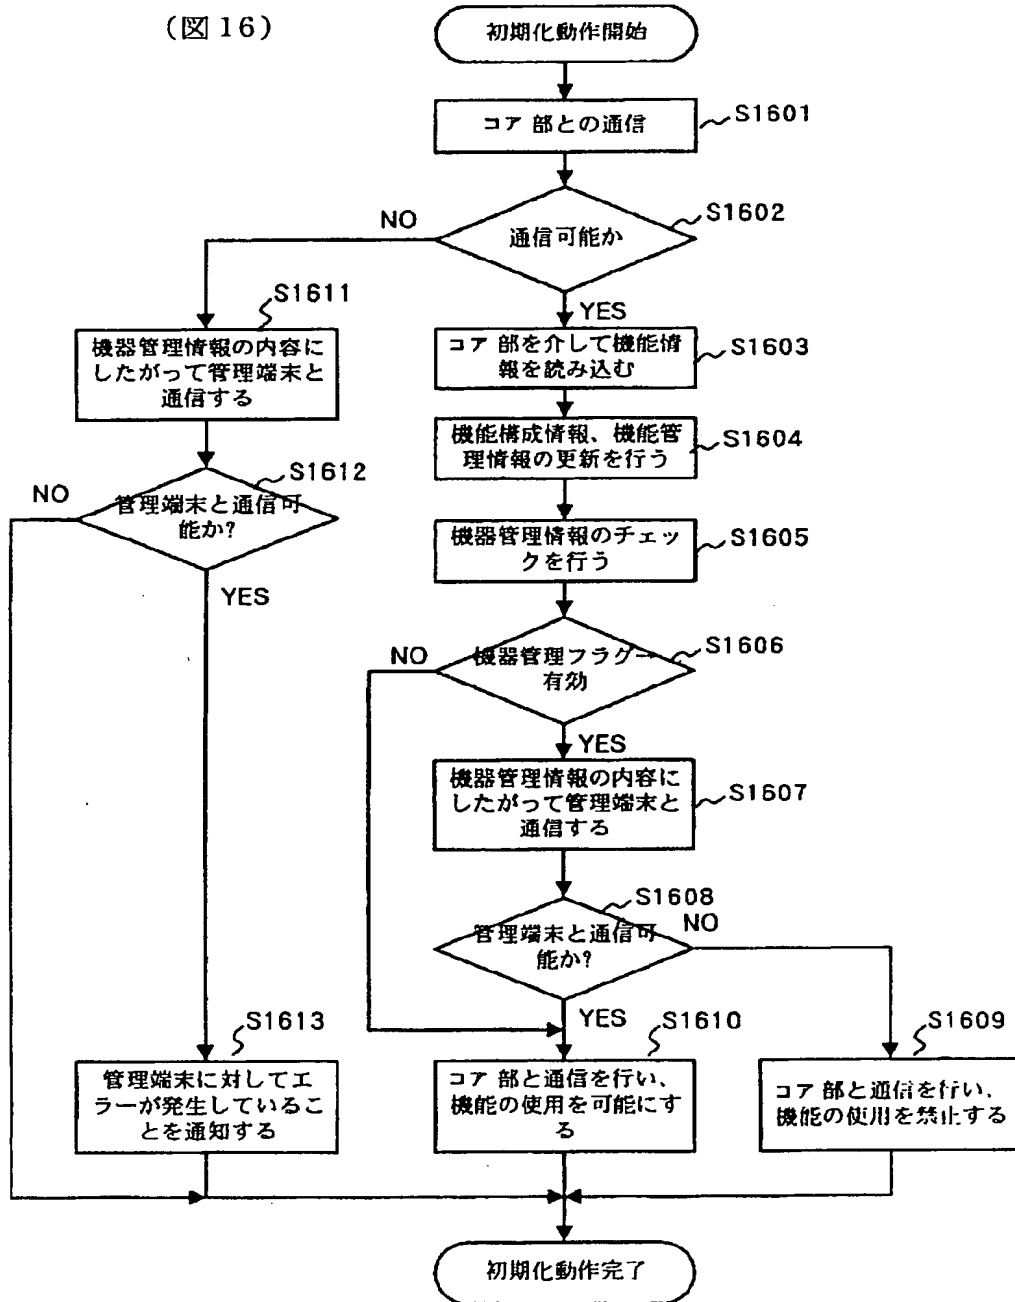 (図16)
初期化動作開始
コア 部との通信
S1601
通信可能か
S1602
NO
YES
S1611
機器管理情報の内容に
したがって管理端末と
通信する
コア 部を介して機能情
報を読み込む
S1603
機能構成情報、機能管
理情報の更新を行う
S1604
S1612
管理端末と通信可
能か?
NO
YES
機器管理情報のチェッ
クを行う
S1605
機器管理フラグー
有効
S1606
NO
YES
機器管理情報の内容に
したがって管理端末と
通信する
S1607
S1608
管理端末と通信可
能か?
NO
YES
S1613
管理端末に対してエ
ラーが発生しているこ
とを通知する
S1610
コア 部と通信を行い、
機能の使用を可能にす
る
S1609
コア 部と通信を行い、
機能の使用を禁止する
初期化動作完了